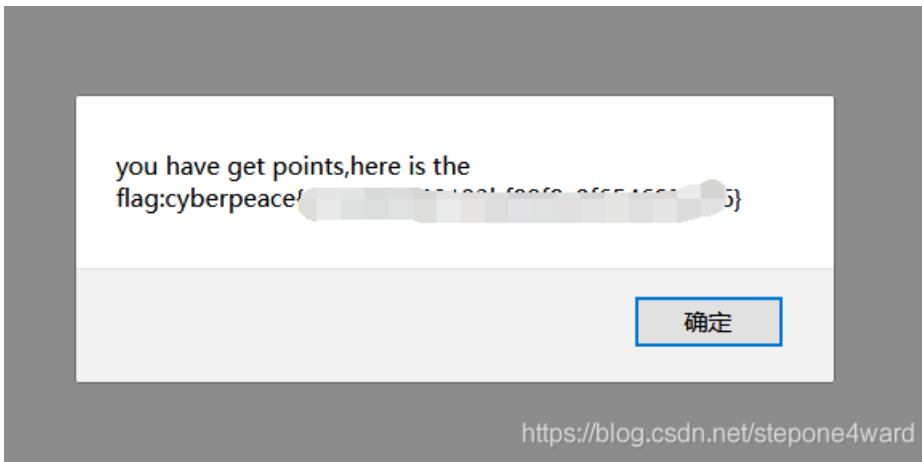 you have get points,here is the
flag:cyberpeace{
确定
https://blog.csdn.net/stepone4ward